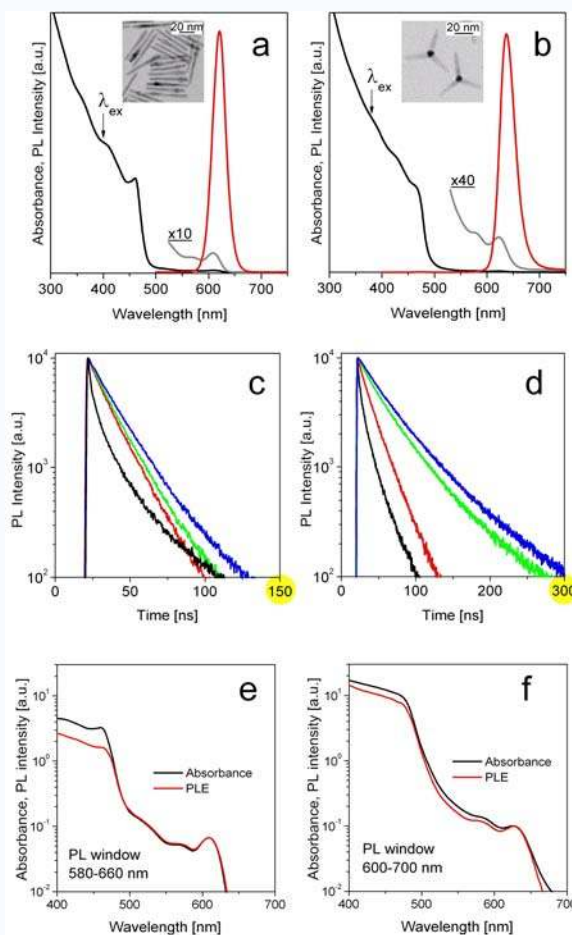 a
20 nm
λex
x10
Absorbance, PL Intensity [a.u.]
300 400 500 600 700
Wavelength [nm]
b
20 nm
λex
x40
Absorbance, PL Intensity [a.u.]
300 400 500 600 700
Wavelength [nm]
c
10^4
10^3
10^2
PL Intensity [a.u.]
0 50 100 150
Time [ns]
d
10^4
10^3
10^2
PL Intensity [a.u.]
0 100 200 300
Time [ns]
e
10^1
10^0
10^-1
10^-2
Absorbance, PL intensity [a.u.]
Absorbance
PLE
PL window
580-660 nm
400 500 600 700
Wavelength [nm]
f
10^1
10^0
10^-1
10^-2
Absorbance, PL intensity [a.u.]
Absorbance
PLE
PL window
600-700 nm
400 500 600 700
Wavelength [nm]